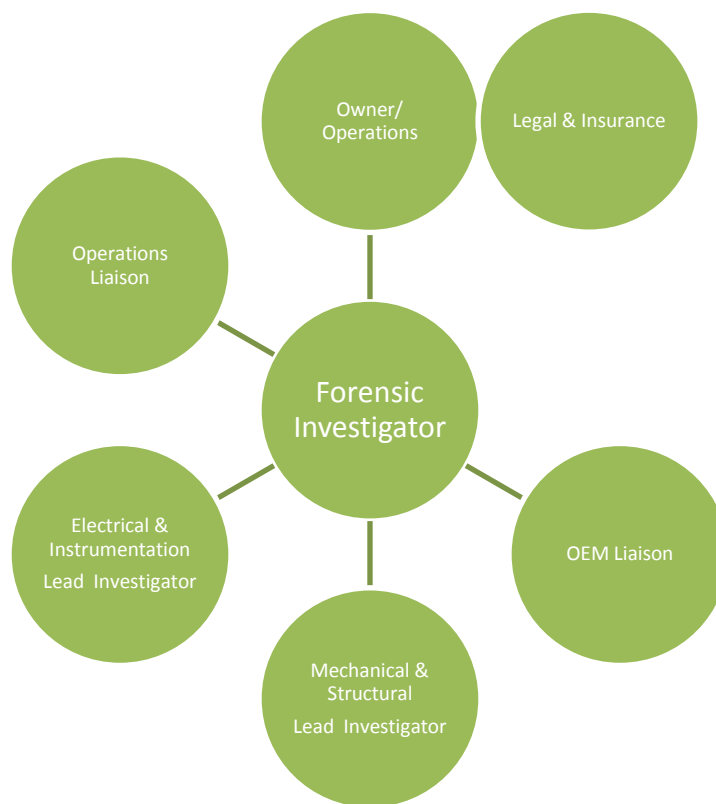 Owner/
Operations
Legal & Insurance
Operations
Liaison
Forensic
Investigator
Electrical &
Instrumentation
Lead Investigator
OEM Liaison
Mechanical &
Structural
Lead Investigator